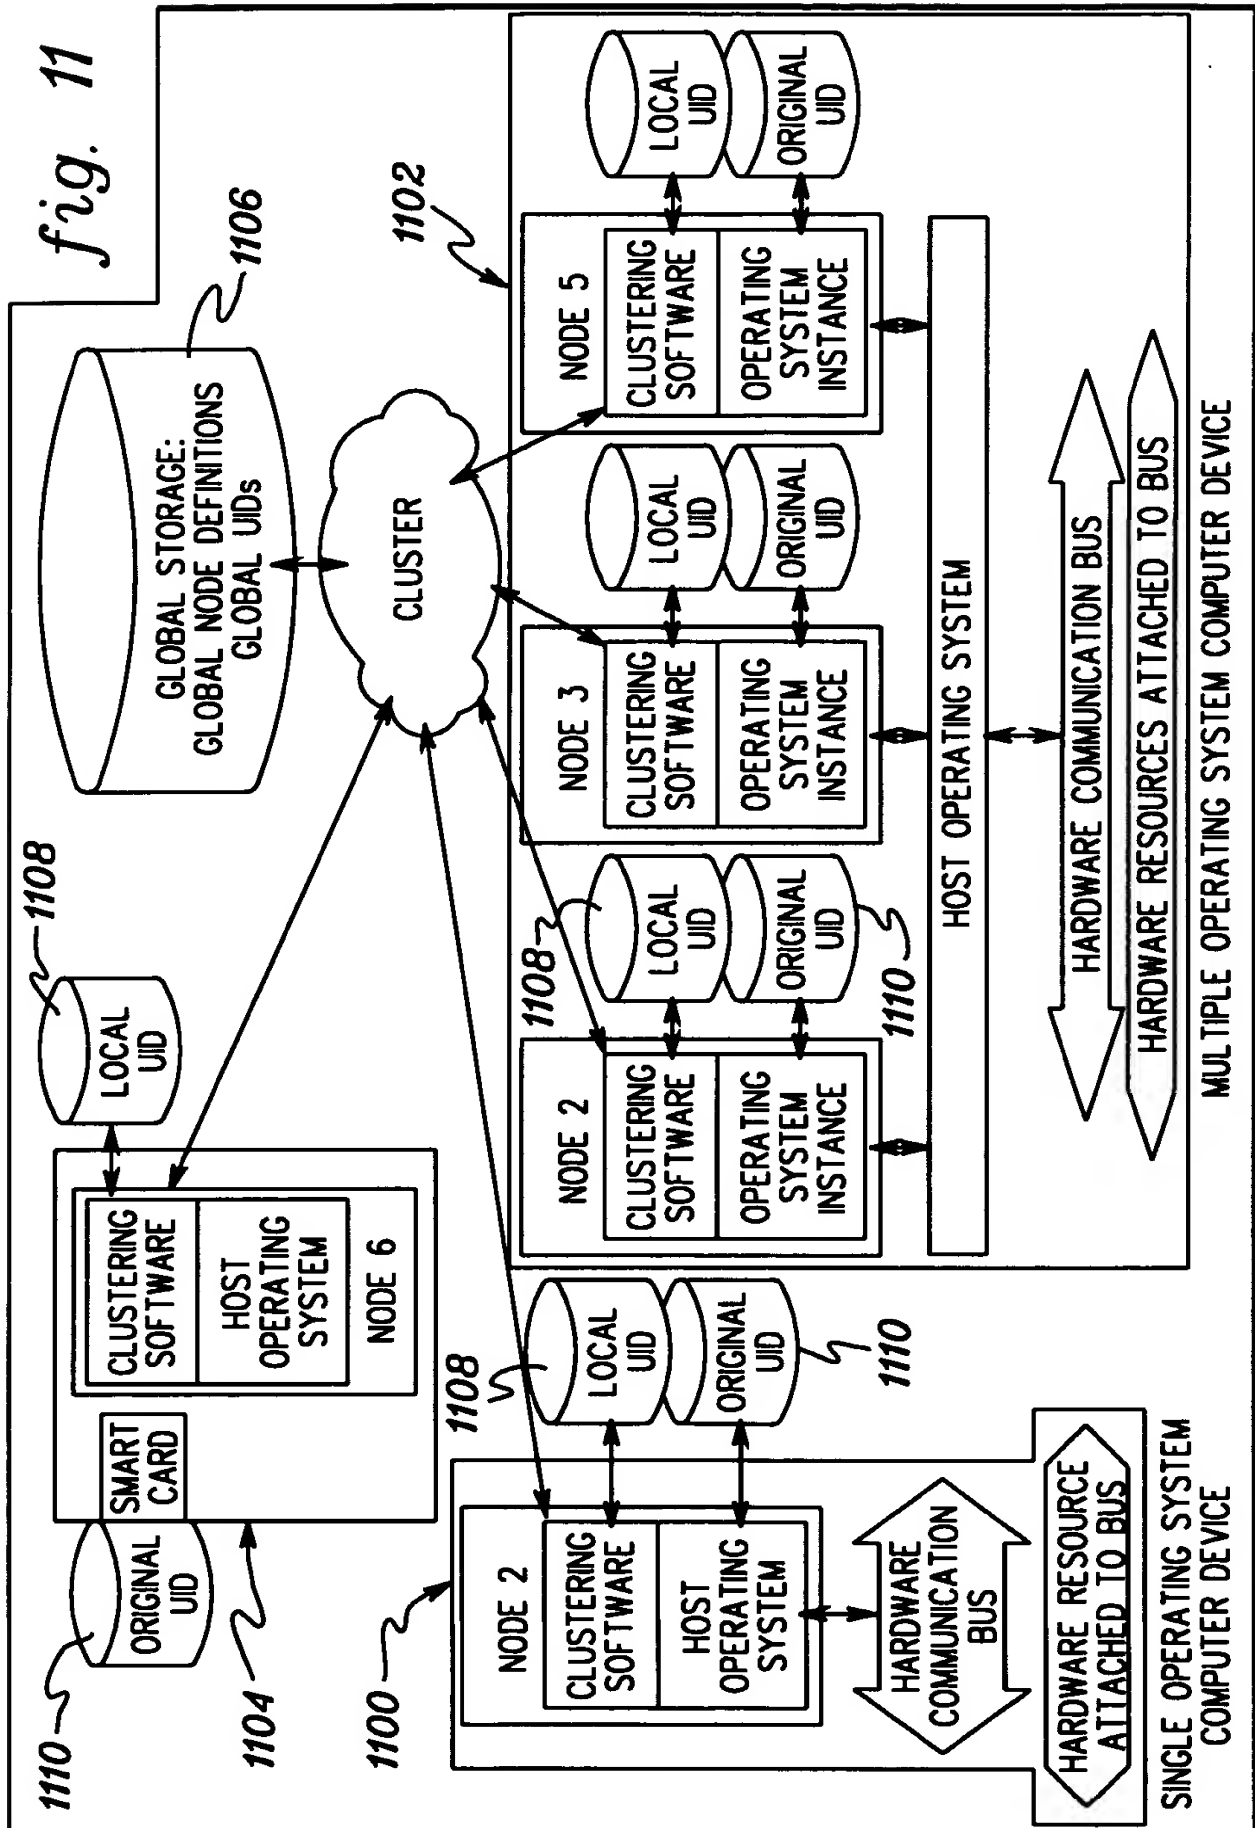 fig. 11
1110
ORIGINAL
UID
SMART
CARD
1104
CLUSTERING
SOFTWARE
HOST
OPERATING
SYSTEM
NODE 6
LOCAL
UID
1108
GLOBAL STORAGE:
GLOBAL NODE DEFINITIONS
GLOBAL UIDs
1106
CLUSTER
1100
NODE 2
CLUSTERING
SOFTWARE
HOST
OPERATING
SYSTEM
1108
LOCAL
UID
ORIGINAL
UID
1110
HARDWARE
COMMUNICATION
BUS
HARDWARE RESOURCE
ATTACHED TO BUS
SINGLE OPERATING SYSTEM
COMPUTER DEVICE
1102
NODE 2
CLUSTERING
SOFTWARE
OPERATING
SYSTEM
INSTANCE
1108
LOCAL
UID
ORIGINAL
UID
1110
NODE 3
CLUSTERING
SOFTWARE
OPERATING
SYSTEM
INSTANCE
LOCAL
UID
ORIGINAL
UID
NODE 5
CLUSTERING
SOFTWARE
OPERATING
SYSTEM
INSTANCE
LOCAL
UID
ORIGINAL
UID
HOST OPERATING SYSTEM
HARDWARE COMMUNICATION BUS
HARDWARE RESOURCES ATTACHED TO BUS
MULTIPLE OPERATING SYSTEM COMPUTER DEVICE